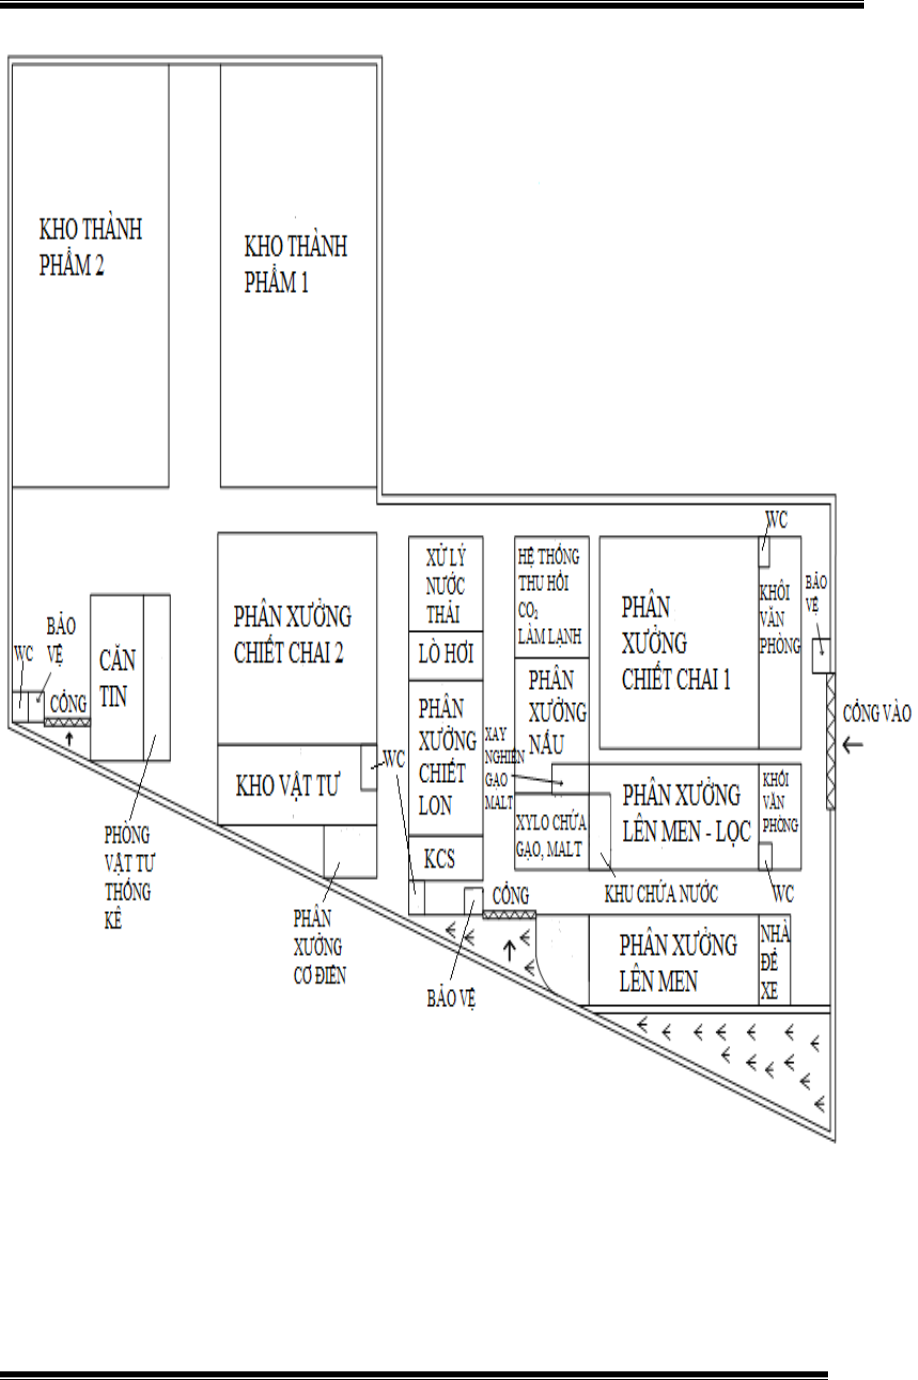 KHO THÀNH
PHẨM 2
KHO THÀNH
PHẨM 1
WC
XỬ LÝ
NƯỚC
THẢI
HỆ THỐNG
THU HỒI
CO₂
LÀM LẠNH
PHÂN
XƯỞNG
CHIẾT CHAI 1
KHỐI
VĂN
PHÒNG
BẢO
VỆ
PHÂN XƯỞNG
CHIẾT CHAI 2
BẢO
VỆ
WC
CĂN
TIN
CỔNG
LÒ HƠI
PHÂN
XƯỞNG
CHIẾT
LON
PHÂN
XƯỞNG
NẤU
XAY
NGHIỀN
GẠO
MALT
CỔNG VÀO
WC
KHO VẬT TƯ
PHÂN XƯỞNG
LÊN MEN - LỌC
KHỐI
VĂN
PHÒNG
XYLO CHỨA
GẠO, MALT
PHÒNG
VẬT TƯ
THỐNG
KÊ
KCS
CỔNG
KHU CHỨA NƯỚC
WC
PHÂN
XƯỞNG
CƠ ĐIỆN
BẢO VỆ
PHÂN XƯỞNG
LÊN MEN
NHÀ
ĐỂ
XE